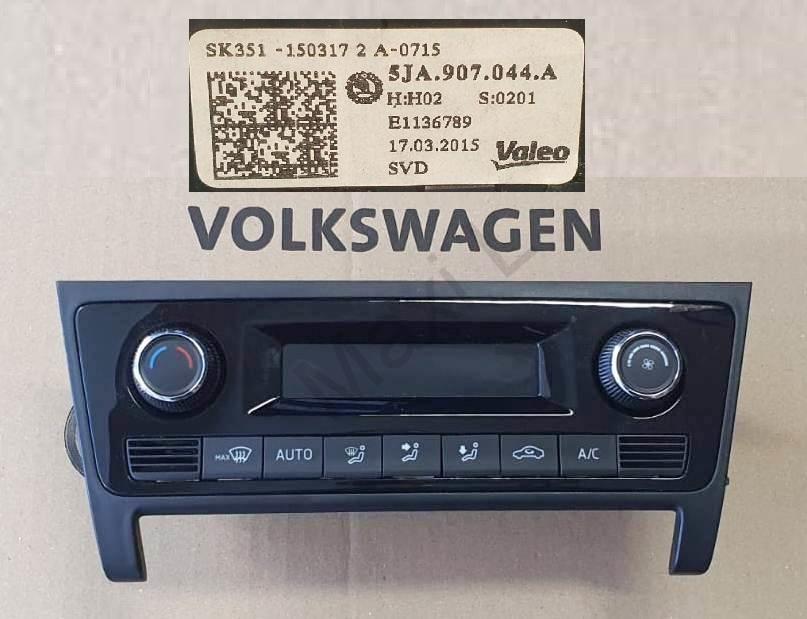 SK351 -150317 2 A-0715
5JA.907.044.A
H:H02 S:0201
E1136789
17.03.2015
SVD
Valeo
VOLKSWAGEN
MAX
AUTO
A/C